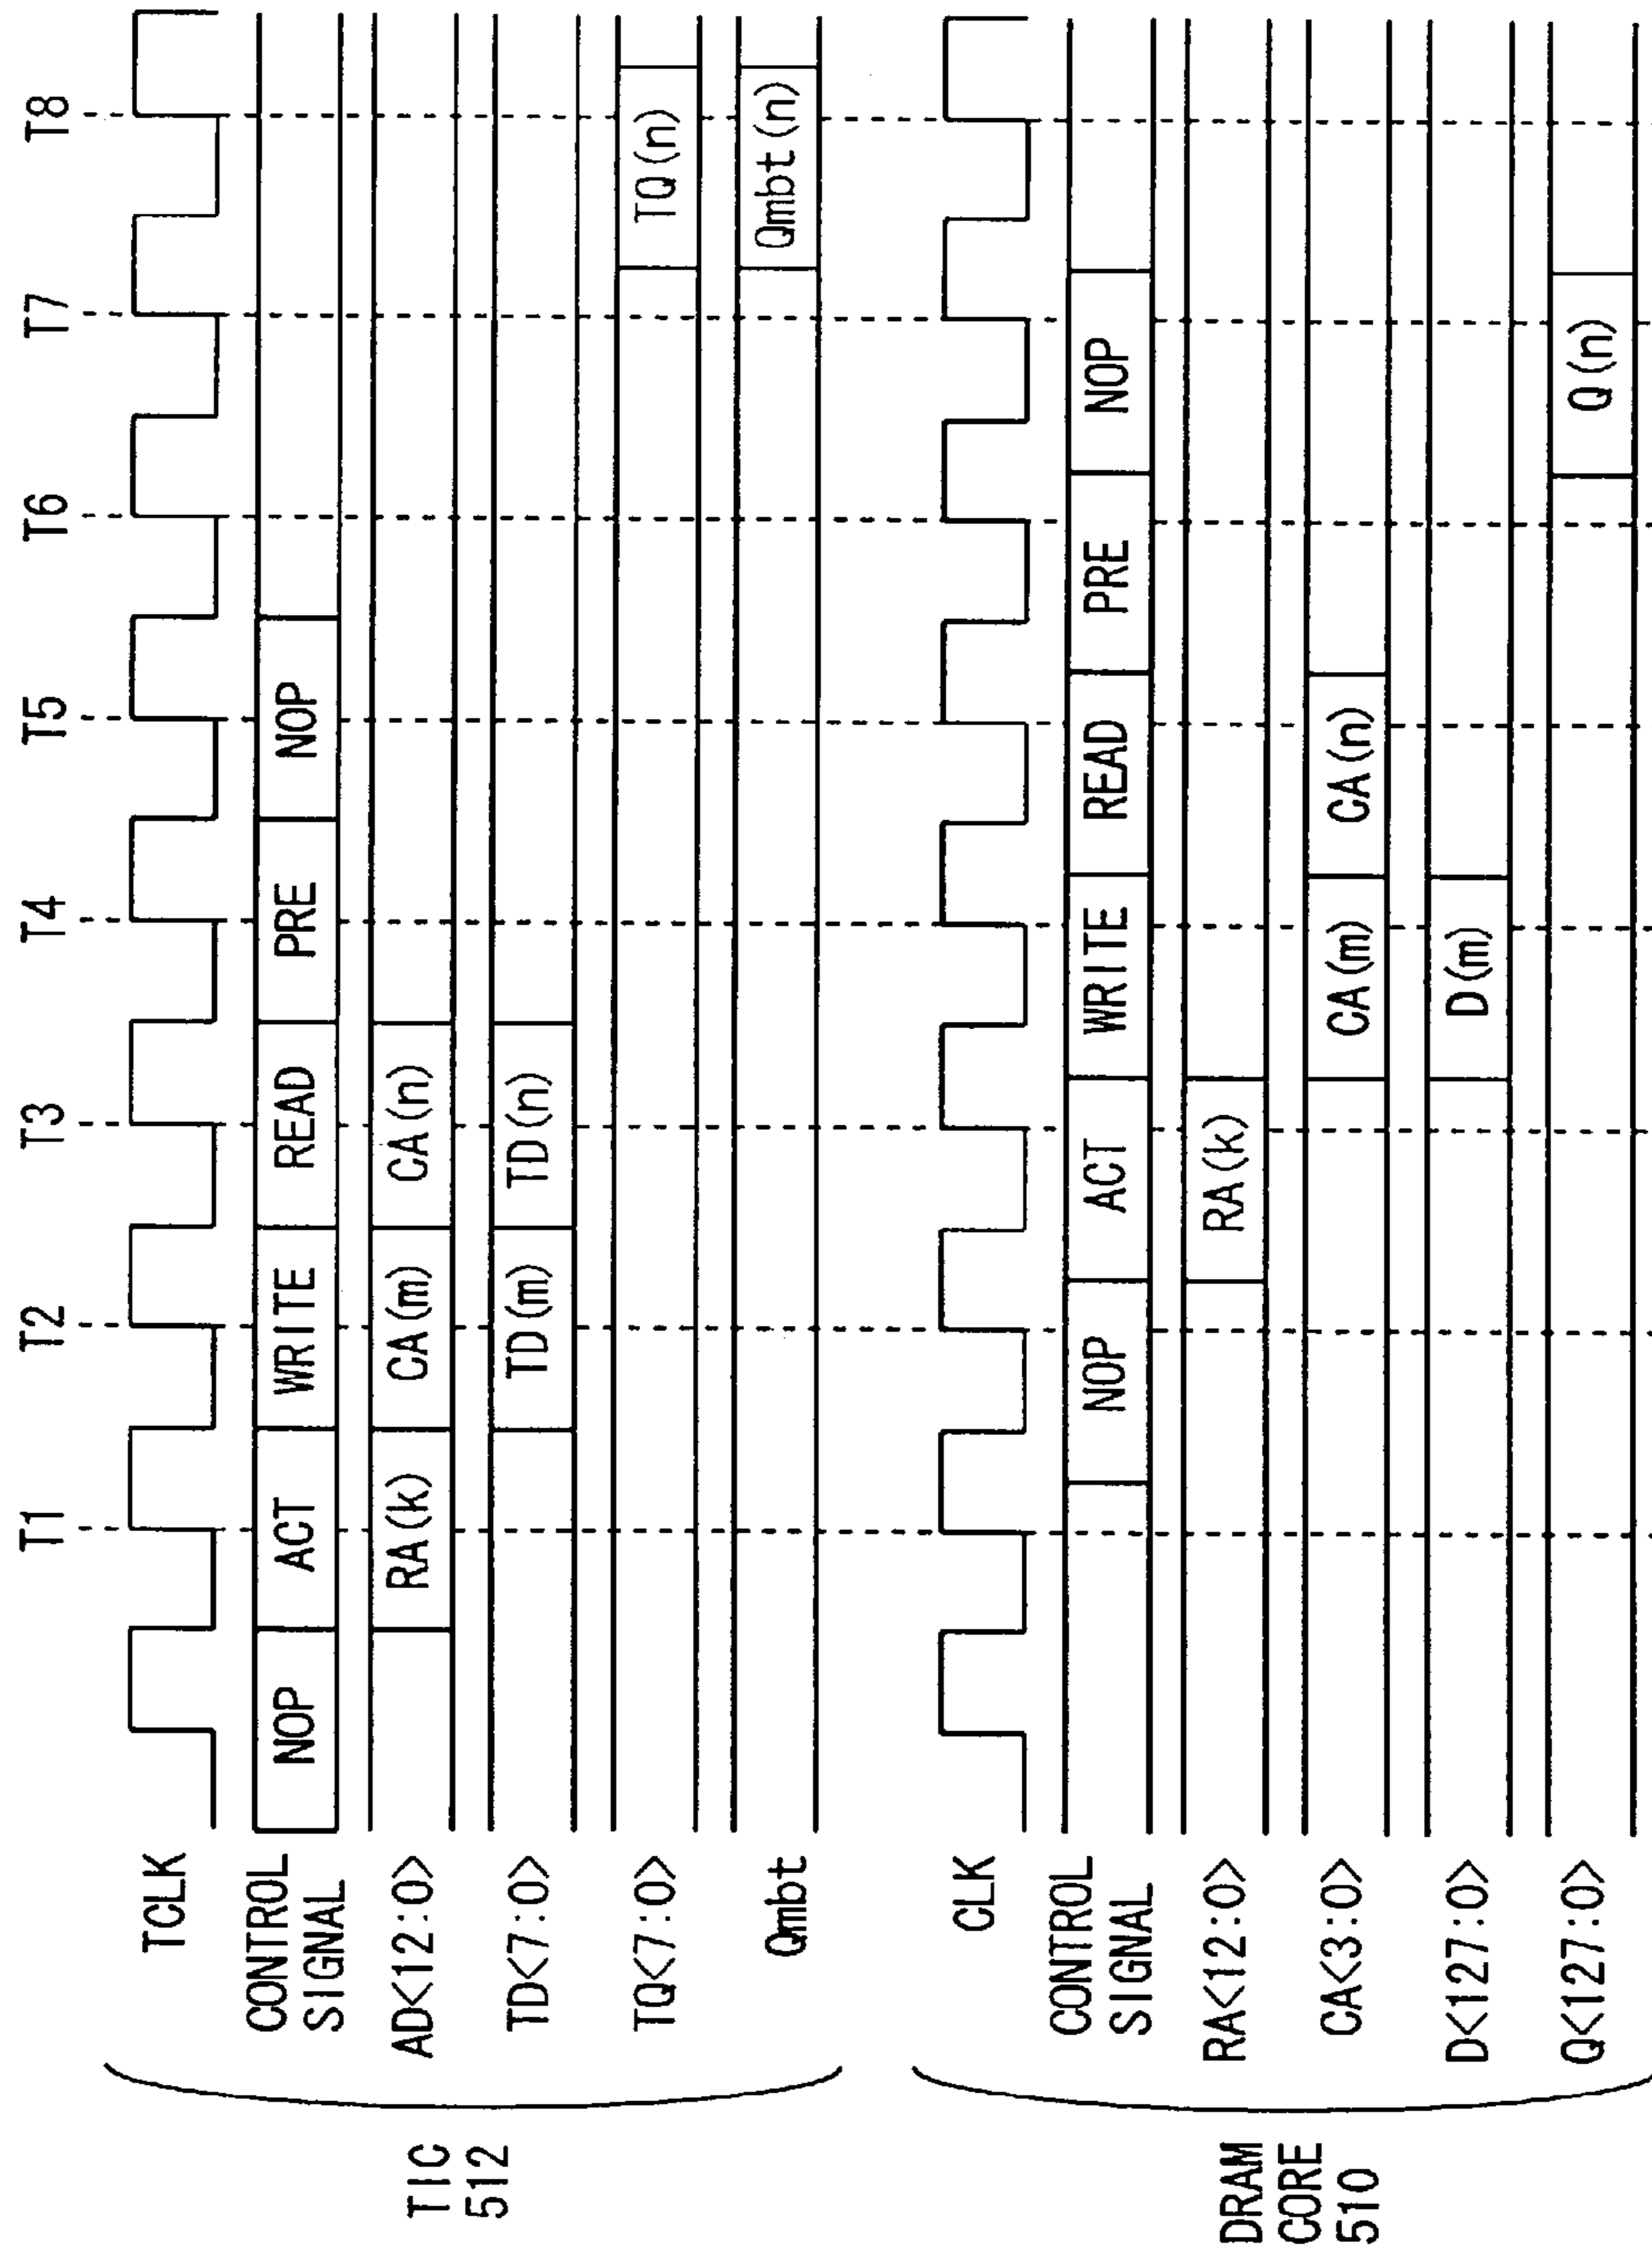 T1 T2 T3 T4 T5 T6 T7 T8
TIC
512
TCLK
CONTROL
SIGNAL
NOP ACT WRITE READ PRE NOP
AD<12:0>
RA(k) CA(m) CA(n)
TD<7:0>
TD(m) TD(n)
TQ<7:0>
TQ(n)
Qmbt
Qmbt(n)
DRAM
CORE
510
CLK
CONTROL
SIGNAL
NOP ACT WRITE READ PRE NOP
RA<12:0>
RA(k)
CA<3:0>
CA(m) CA(n)
D<127:0>
D(m)
Q<127:0>
Q(n)